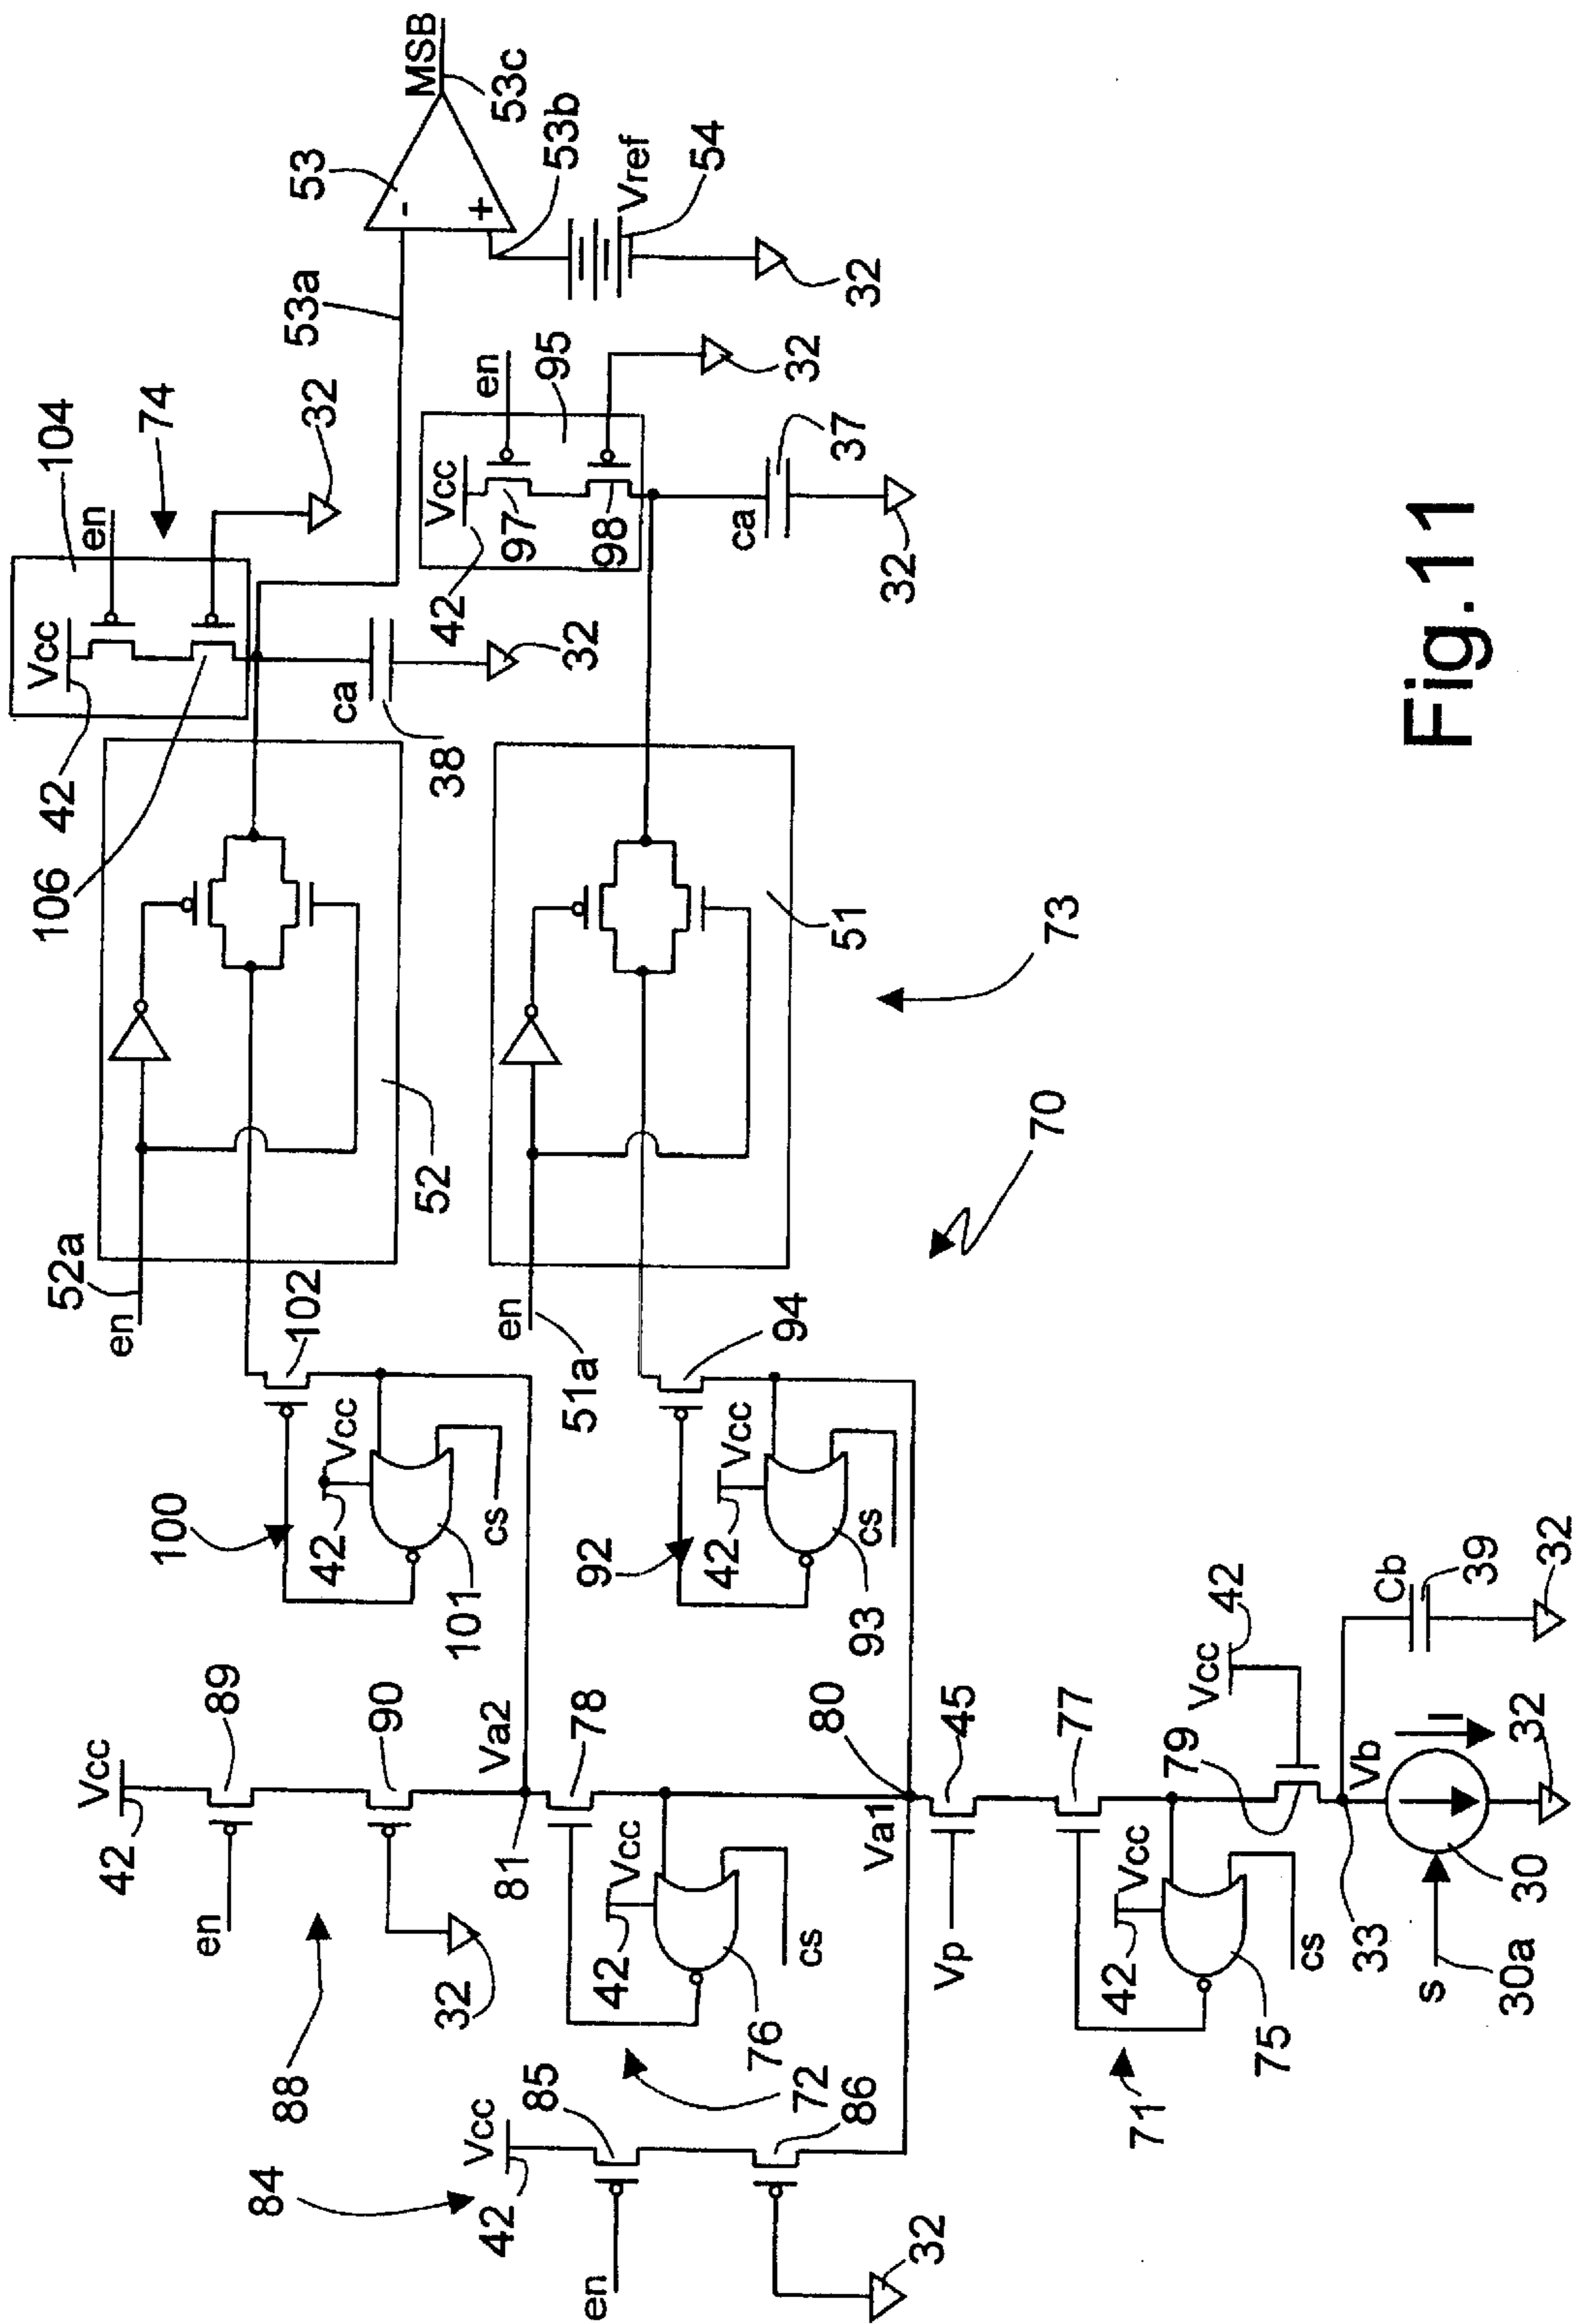 104
74
en
Vcc
42
32
53
MSB
53c
53a
53b
Vref
54
32
en
95
Vcc
42
97
98
32
ca
37
32
106
ca
38
32
52a
en
52
102
100
Vcc
42
101
cs
51a
en
51
94
92
Vcc
42
93
cs
73
70
Vcc
42
89
en
90
88
32
Va2
81
78
Vcc
42
76
cs
72
84
Vcc
42
85
en
86
32
80
Va1
45
Vp
77
71
Vcc
42
75
cs
Vcc
42
79
Vb
33
Cb
39
32
I
32
30
s
30a
Fig.11